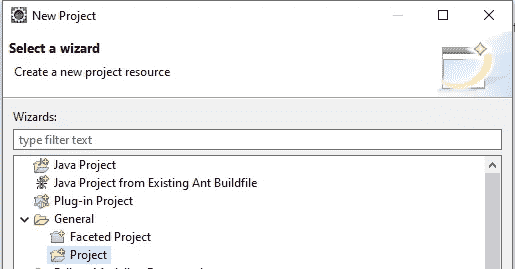 New Project
Select a wizard
Create a new project resource
Wizards:
type filter text
Java Project
Java Project from Existing Ant Buildfile
Plug-in Project
General
Faceted Project
Project